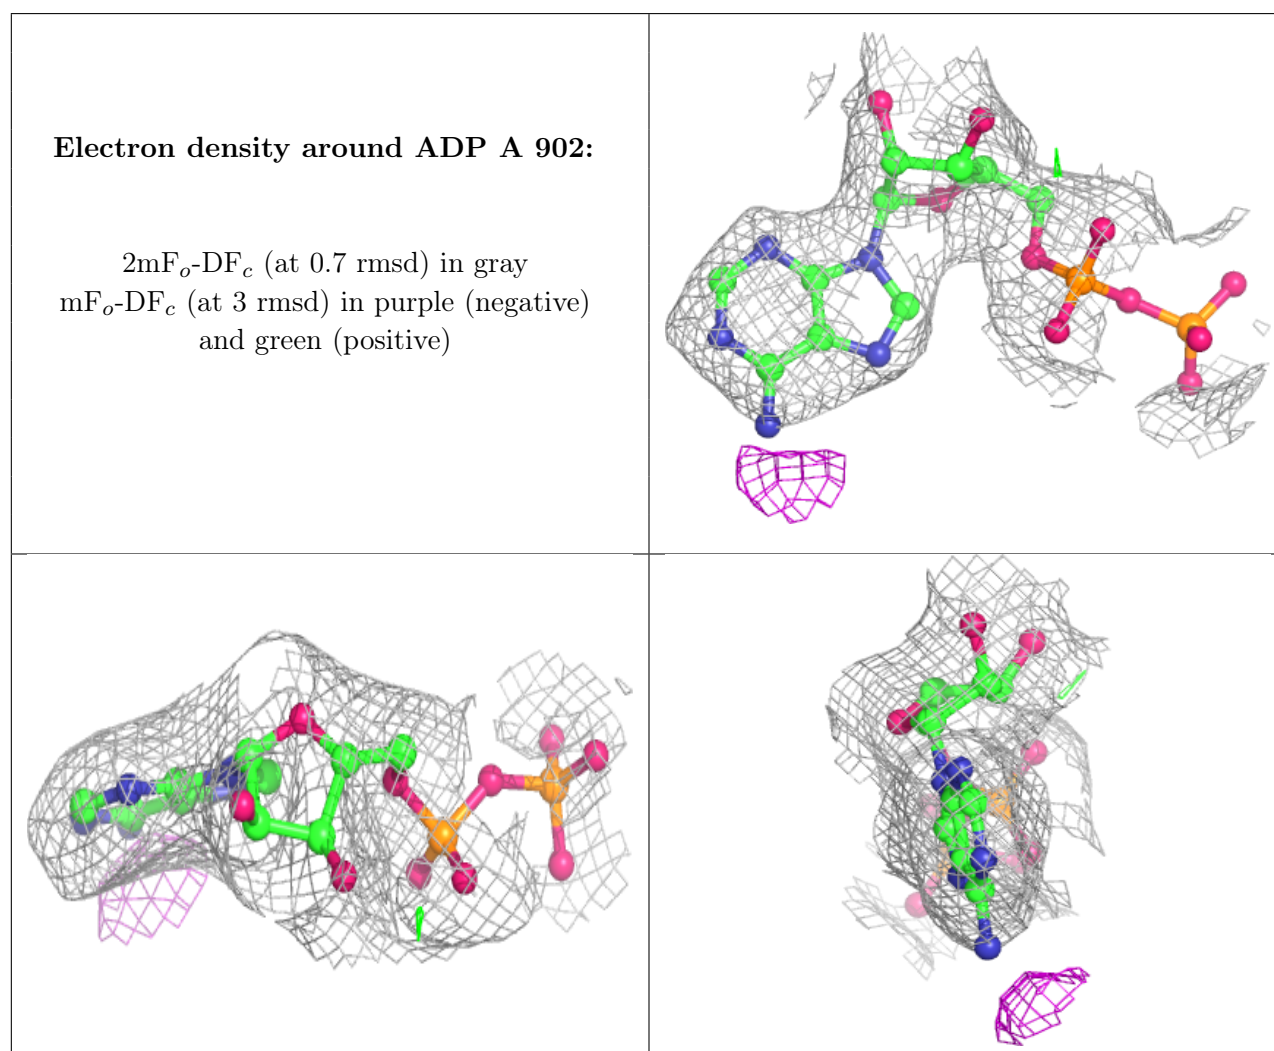 Electron density around ADP A 902:
2mFₒ-DF𝑐 (at 0.7 rmsd) in gray
mFₒ-DF𝑐 (at 3 rmsd) in purple (negative)
and green (positive)